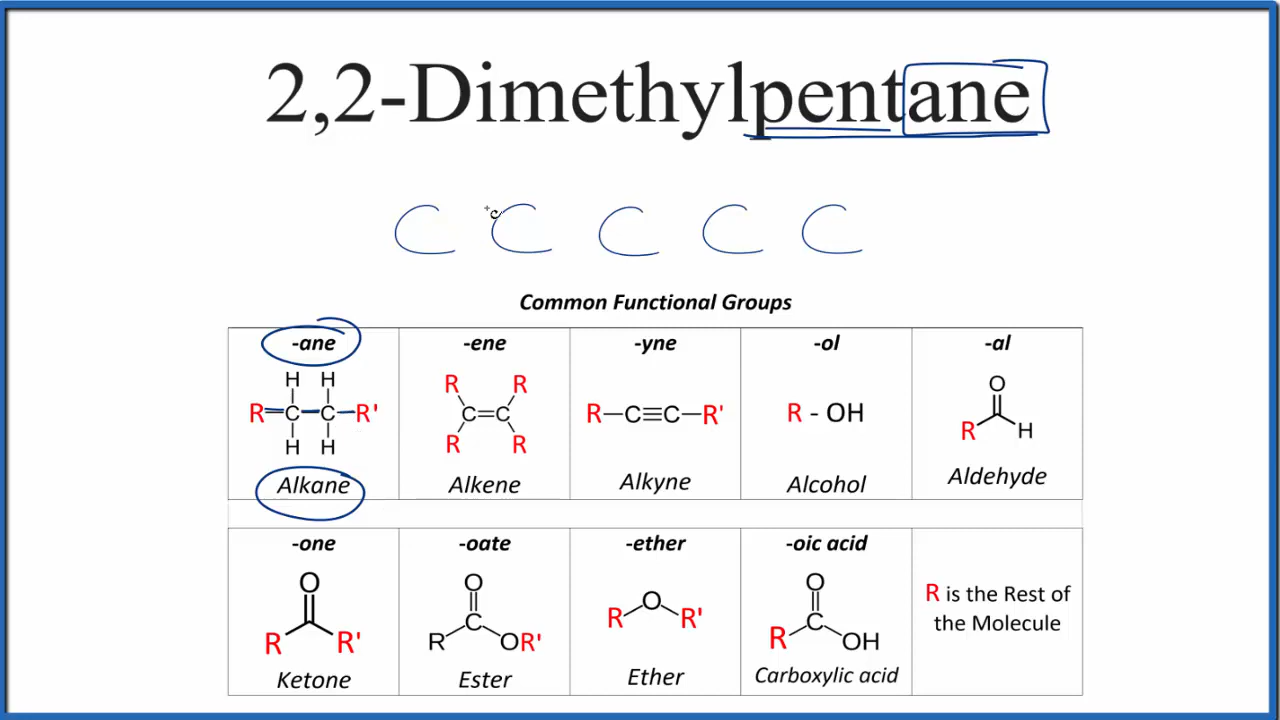 2,2-Dimethylpentane
C C C C C
Common Functional Groups
-ane -ene -yne -ol -al
H H R R O
R C C R' C C R C C R' R - OH R H
H H R R
Alkane Alkene Alkyne Alcohol Aldehyde
-one -oate -ether -oic acid
O O O O R is the Rest of
R R' R C OR' R R' R C OH the Molecule
Ketone Ester Ether Carboxylic acid